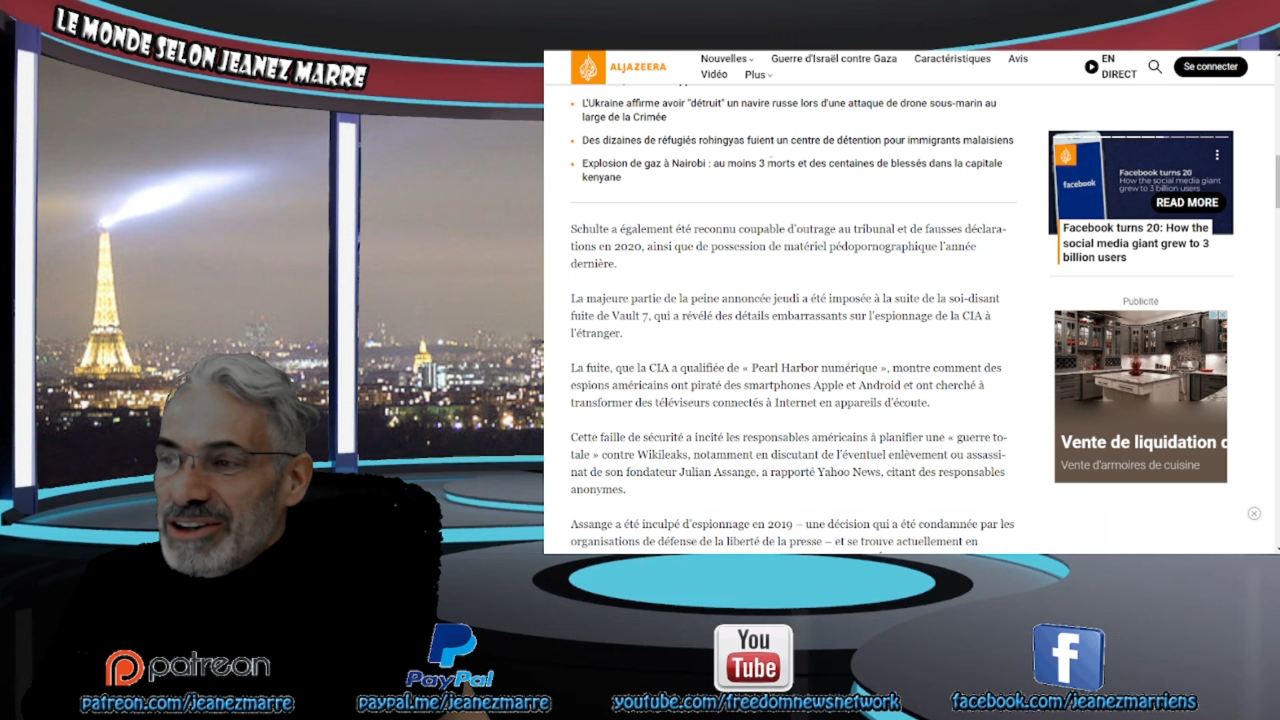 LE MONDE SELON JEANEZ MARRE
ALJAZEERA
Nouvelles
Guerre d'Israël contre Gaza
Caractéristiques
Avis
Vidéo
Plus
EN
DIRECT
Se connecter
L'Ukraine affirme avoir "détruit" un navire russe lors d'une attaque de drone sous-marin au
large de la Crimée
Des dizaines de réfugiés rohingyas fuient un centre de détention pour immigrants malaisiens
Explosion de gaz à Nairobi : au moins 3 morts et des centaines de blessés dans la capitale
kenyane
Schulte a également été reconnu coupable d'outrage au tribunal et de fausses déclara-
tions en 2020, ainsi que de possession de matériel pédopornographique l'année
dernière.
La majeure partie de la peine annoncée jeudi a été imposée à la suite de la soi-disant
fuite de Vault 7, qui a révélé des détails embarrassants sur l'espionnage de la CIA à
l'étranger.
La fuite, que la CIA a qualifiée de « Pearl Harbor numérique », montre comment des
espions américains ont piraté des smartphones Apple et Android et ont cherché à
transformer des téléviseurs connectés à Internet en appareils d'écoute.
Cette faille de sécurité a incité les responsables américains à planifier une « guerre to-
tale » contre Wikileaks, notamment en discutant de l'éventuel enlèvement ou assassi-
nat de son fondateur Julian Assange, a rapporté Yahoo News, citant des responsables
anonymes.
Assange a été inculpé d'espionnage en 2019 – une décision qui a été condamnée par les
organisations de défense de la liberté de la presse – et se trouve actuellement en
facebook
Facebook turns 20
How the social media giant
grew to 3 billion users
READ MORE
Facebook turns 20: How the
social media giant grew to 3
billion users
Publicité
Vente de liquidation d
Vente d'armoires de cuisine
patreon
patreon.com/jeanezmarre
PayPal
paypal.me/jeanezmarre
You
Tube
youtube.com/freedomnewsnetwork
f
facebook.com/jeanezmarriens